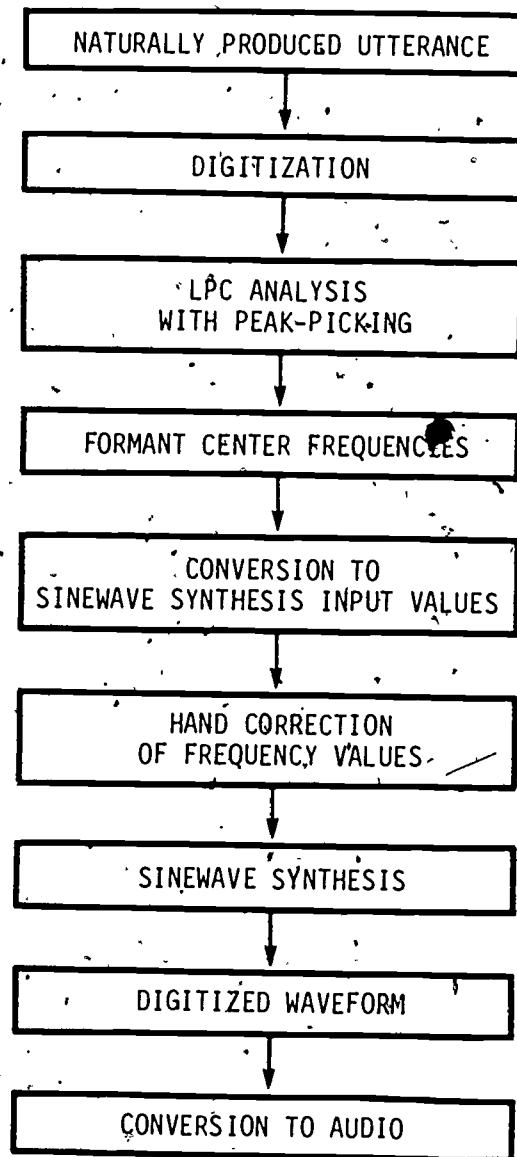 NATURALLY PRODUCED UTTERANCE
DIGITIZATION
LPC ANALYSIS
WITH PEAK-PICKING
FORMANT CENTER FREQUENCIES
CONVERSION TO
SINEWAVE SYNTHESIS INPUT VALUES
HAND CORRECTION
OF FREQUENCY VALUES
SINEWAVE SYNTHESIS
DIGITIZED WAVEFORM
CONVERSION TO AUDIO